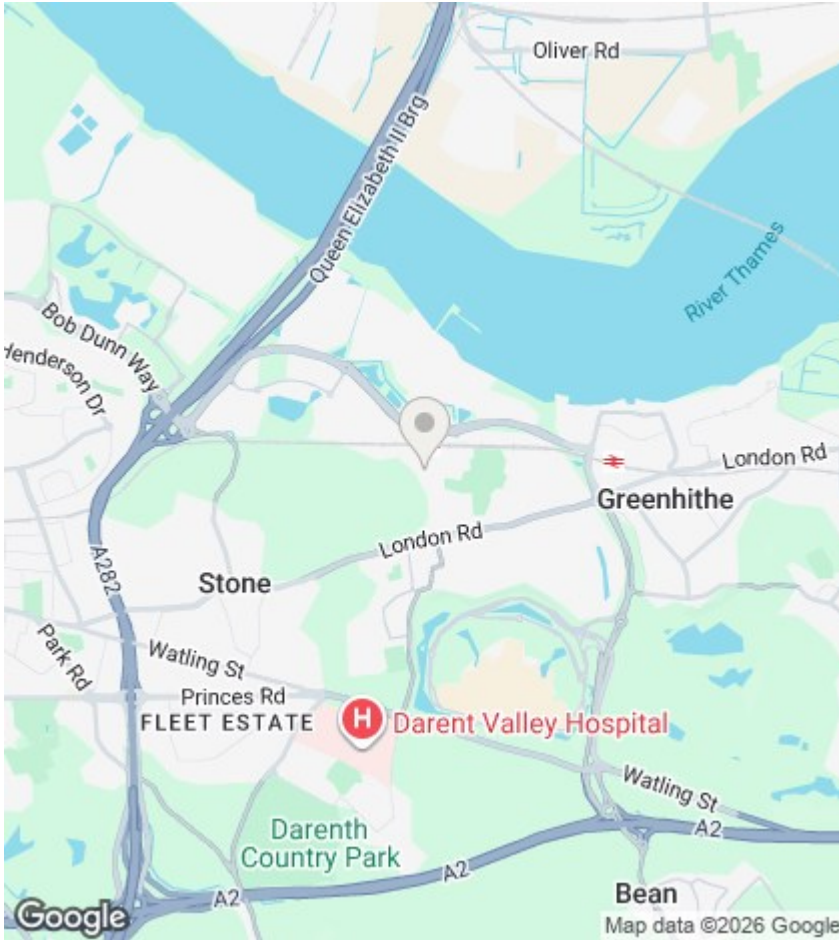 Oliver Rd
Queen Elizabeth II Brg
River Thames
Bob Dunn Way
Henderson Dr
London Rd
Greenhithe
London Rd
A282
Stone
Park Rd
Watling St
Princes Rd
FLEET ESTATE
H
Darent Valley Hospital
Watling St
Darenth
Country Park
A2
A2
A2
Bean
Google
Map data ©2026 Google